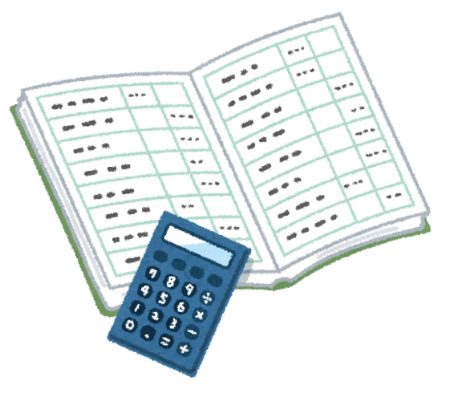 7 8 9 ÷
4 5 6 ×
1 2 3 −
0 . = +